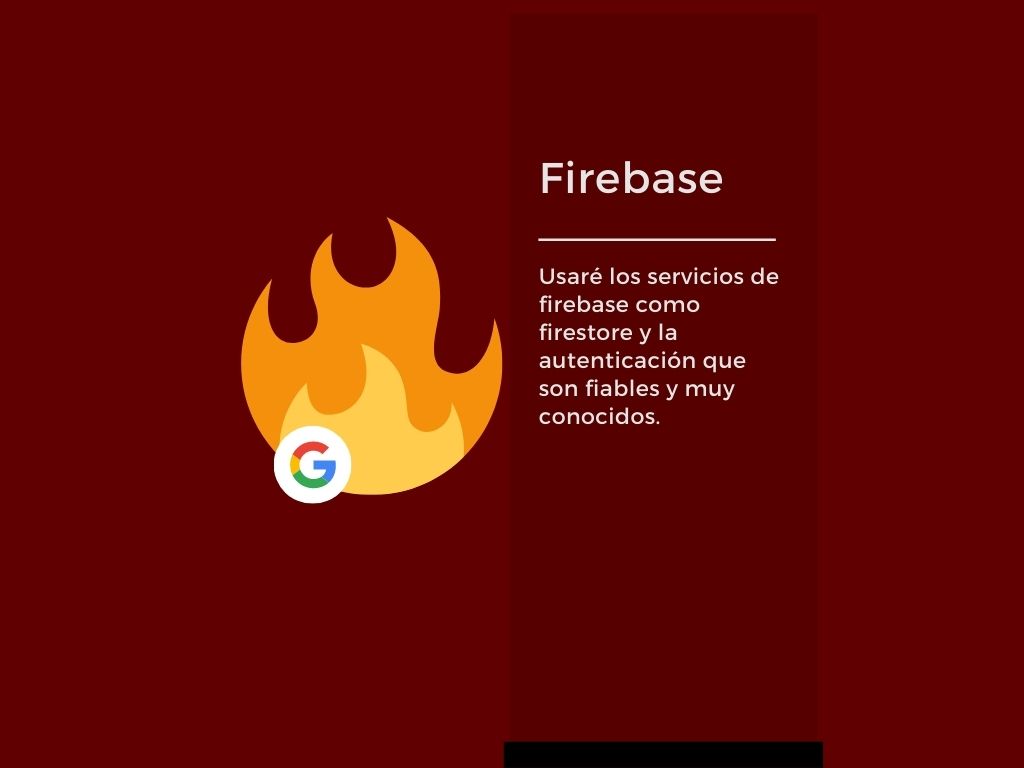 Firebase
Usaré los servicios de
firebase como
firestore y la
autenticación que
son fiables y muy
conocidos.